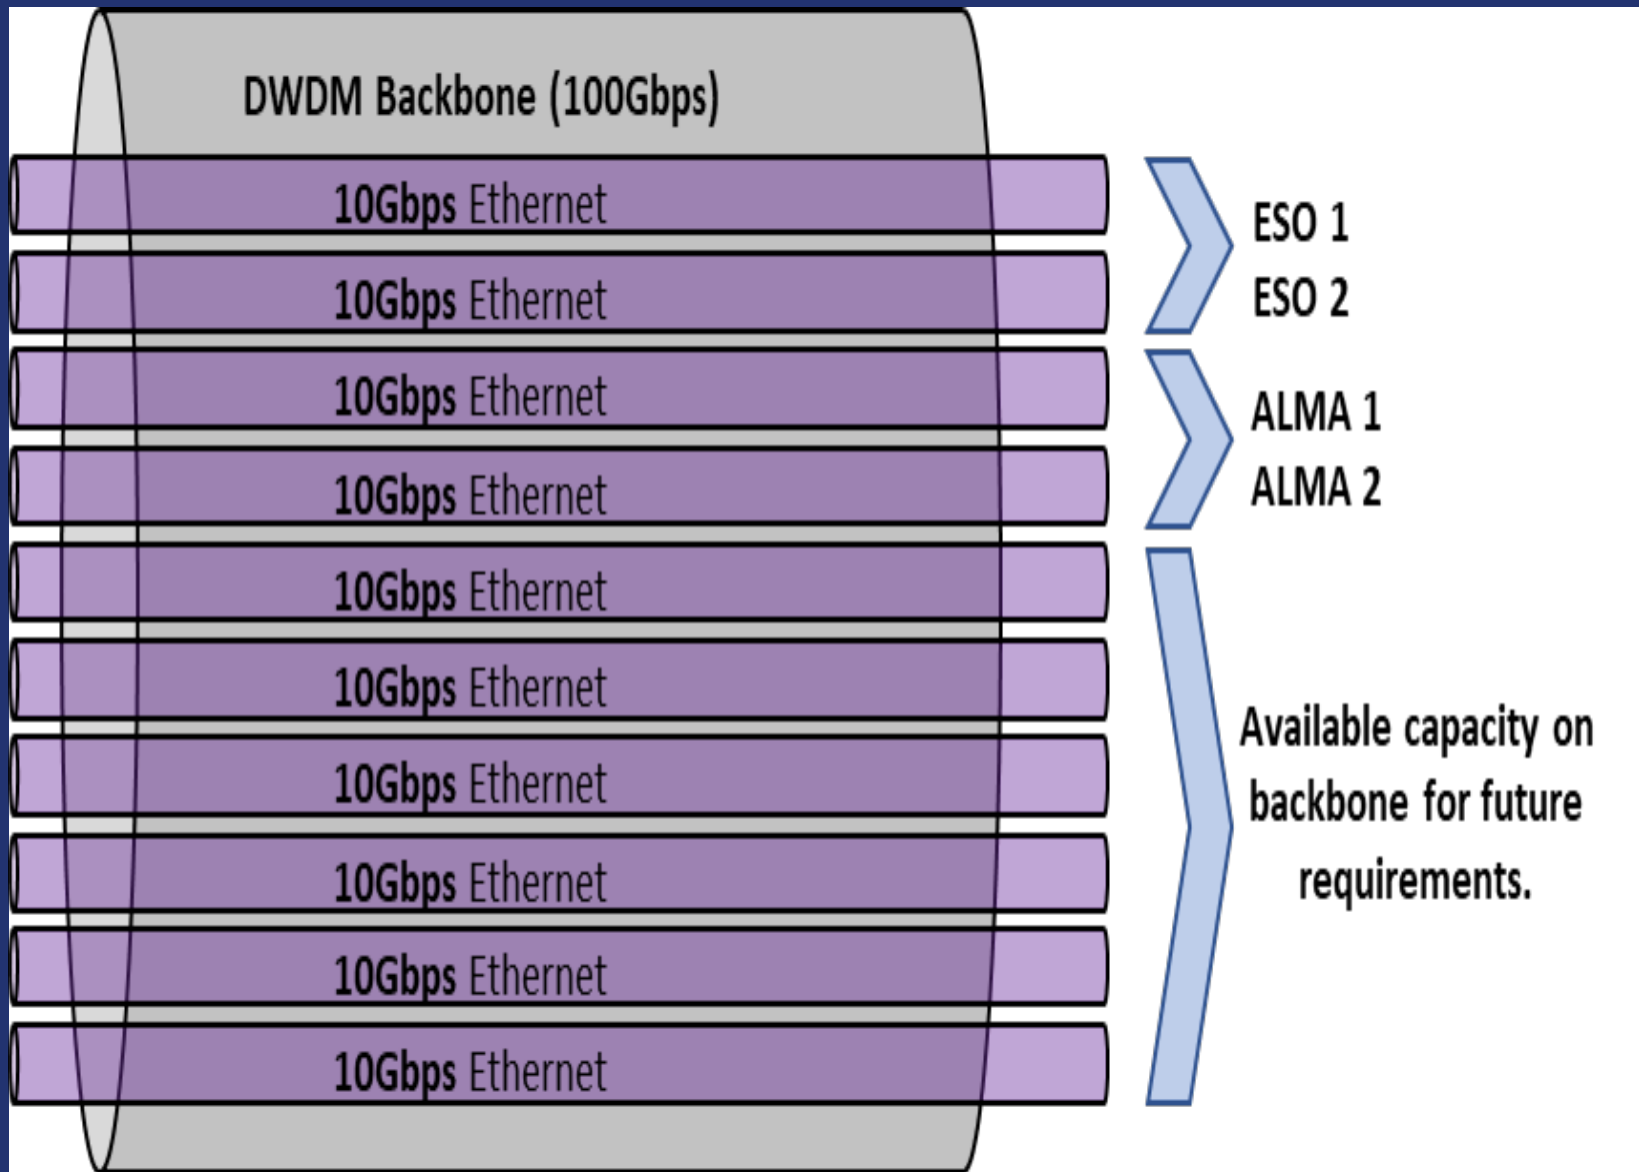 DWDM Backbone (100Gbps)
10Gbps Ethernet
10Gbps Ethernet
10Gbps Ethernet
10Gbps Ethernet
10Gbps Ethernet
10Gbps Ethernet
10Gbps Ethernet
10Gbps Ethernet
10Gbps Ethernet
10Gbps Ethernet
ESO 1
ESO 2
ALMA 1
ALMA 2
Available capacity on
backbone for future
requirements.